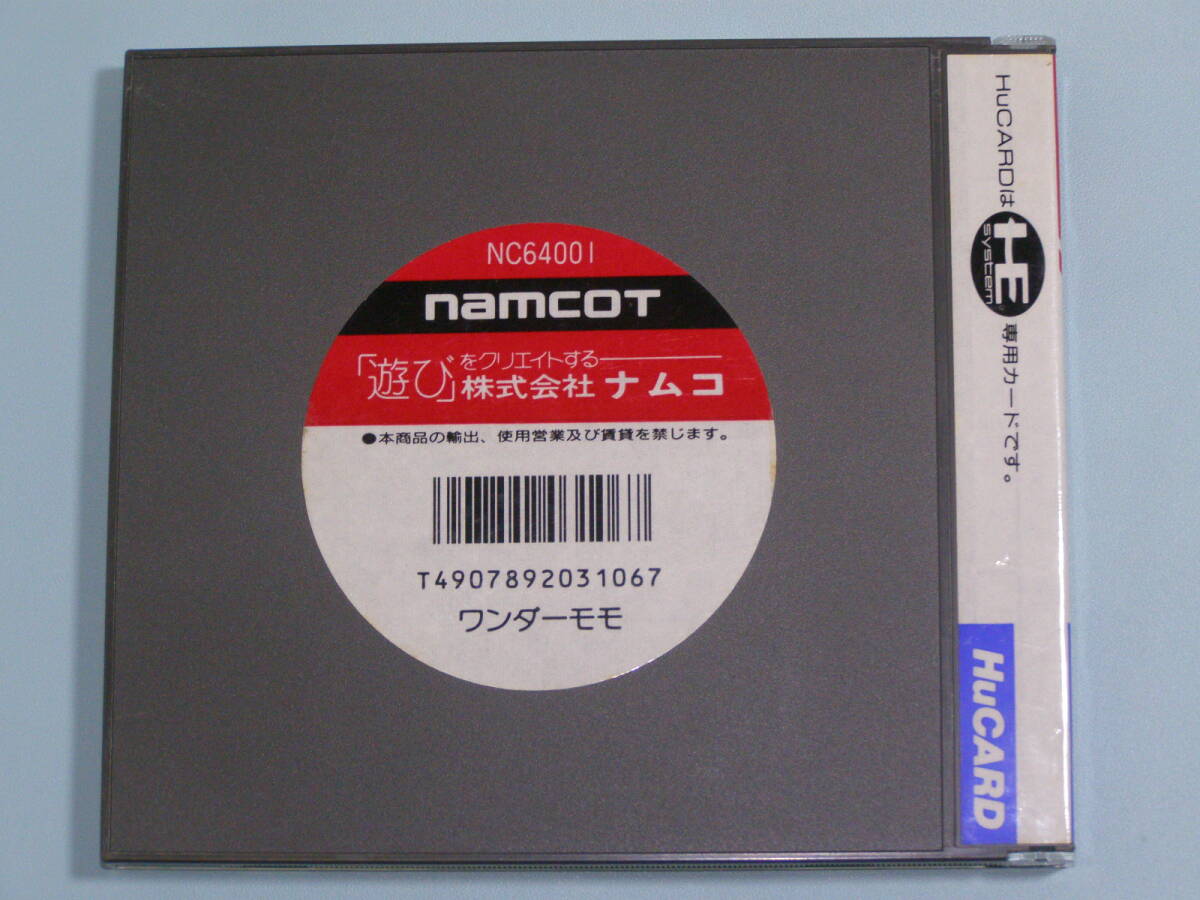 NC64001
namcoT
「遊び」をクリエイトする
株式会社 ナムコ
●本商品の輸出、使用営業及び賃貸を禁じます。
T4907892031067
ワンダーモモ
HuCARDは HE system 専用カードです。
HuCARD